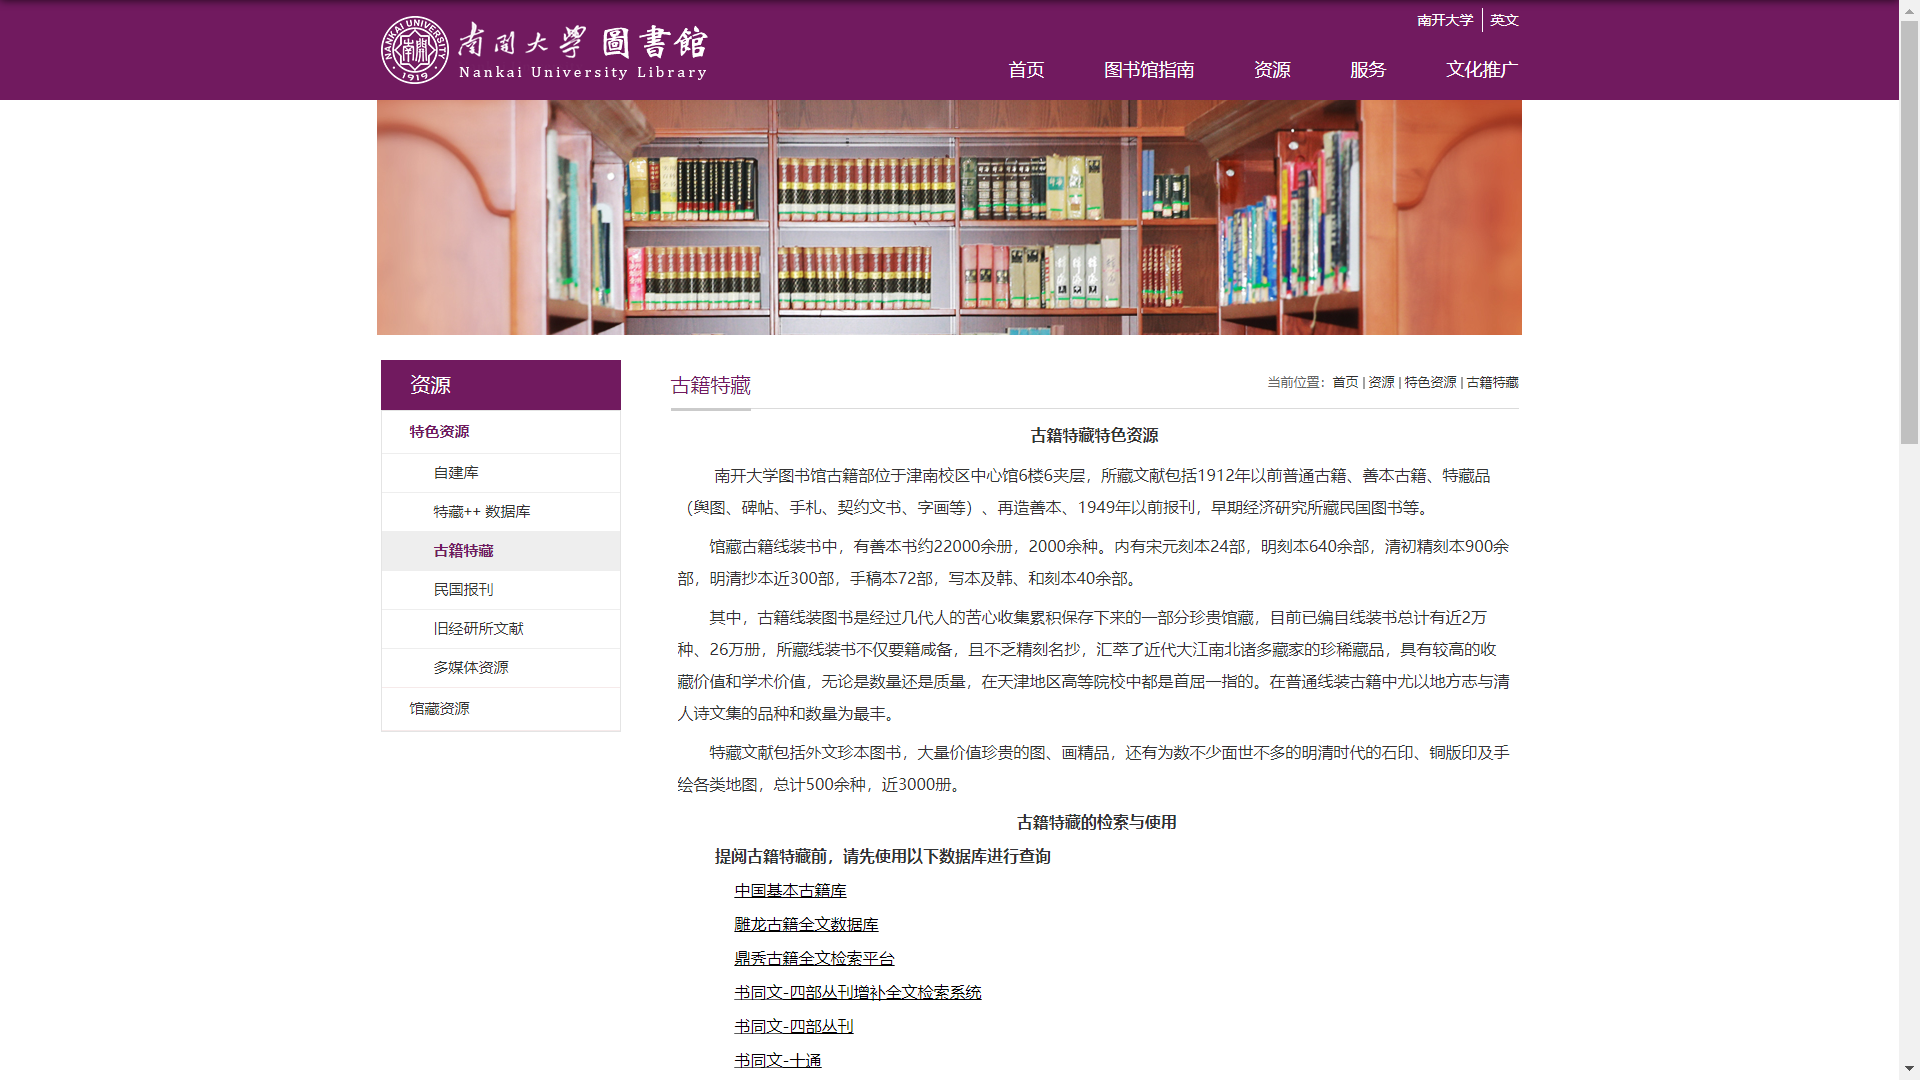 南开大学 圖書館
Nankai University Library
NANKAI UNIVERSITY
南開
1919
南开大学 英文
首页 图书馆指南 资源 服务 文化推广
资源
特色资源
自建库
特藏++ 数据库
古籍特藏
民国报刊
旧经研所文献
多媒体资源
馆藏资源
古籍特藏
当前位置： 首页 | 资源 | 特色资源 | 古籍特藏
古籍特藏特色资源
南开大学图书馆古籍部位于津南校区中心馆6楼6夹层，所藏文献包括1912年以前普通古籍、善本古籍、特藏品
（舆图、碑帖、手札、契约文书、字画等）、再造善本、1949年以前报刊，早期经济研究所藏民国图书等。
馆藏古籍线装书中，有善本书约22000余册，2000余种。内有宋元刻本24部，明刻本640余部，清初精刻本900余
部，明清抄本近300部，手稿本72部，写本及韩、和刻本40余部。
其中，古籍线装图书是经过几代人的苦心收集累积保存下来的一部分珍贵馆藏，目前已编目线装书总计有近2万
种、26万册，所藏线装书不仅要籍咸备，且不乏精刻名抄，汇萃了近代大江南北诸多藏家的珍稀藏品，具有较高的收
藏价值和学术价值，无论是数量还是质量，在天津地区高等院校中都是首屈一指的。在普通线装古籍中尤以地方志与清
人诗文集的品种和数量为最丰。
特藏文献包括外文珍本图书，大量价值珍贵的图、画精品，还有为数不少面世不多的明清时代的石印、铜版印及手
绘各类地图，总计500余种，近3000册。
古籍特藏的检索与使用
提阅古籍特藏前，请先使用以下数据库进行查询
中国基本古籍库
雕龙古籍全文数据库
鼎秀古籍全文检索平台
书同文-四部丛刊增补全文检索系统
书同文-四部丛刊
书同文-十通